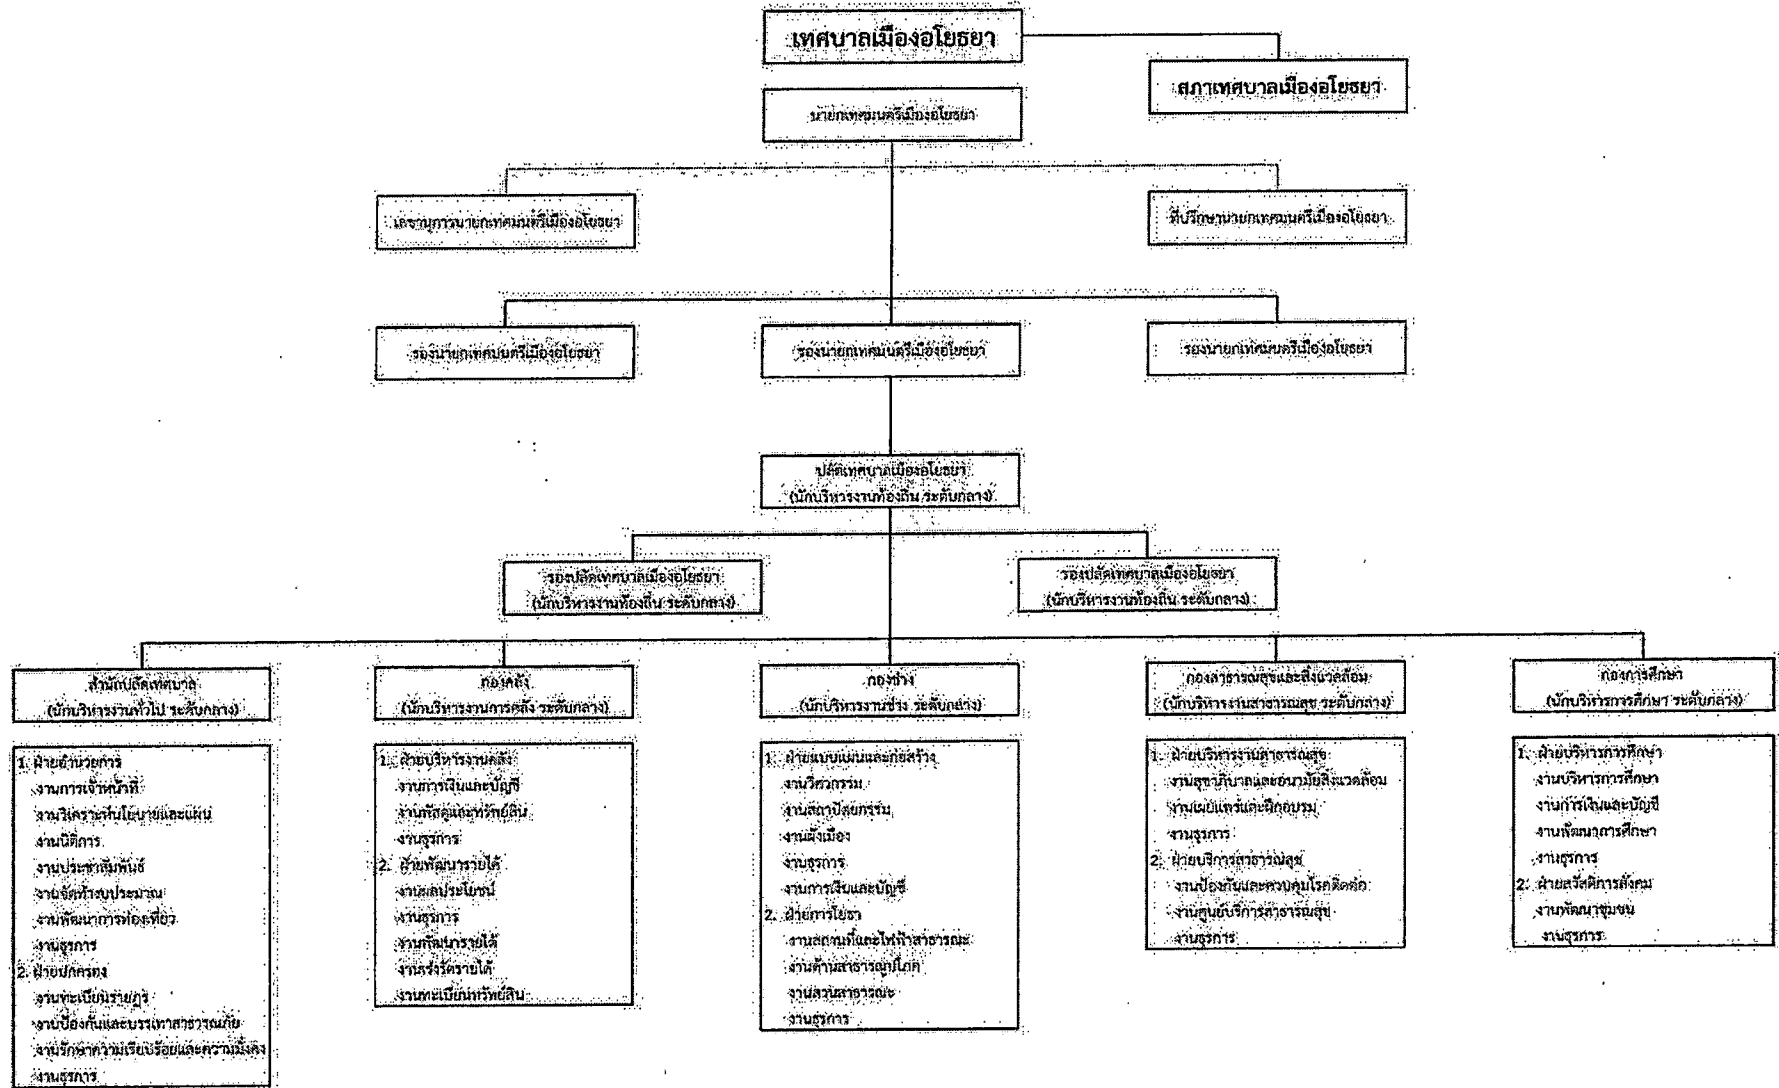 เทศบาลเมืองอโยธยา
สภาเทศบาลเมืองอโยธยา
นายกเทศมนตรีเมืองอโยธยา
เลขานุการนายกเทศมนตรีเมืองอโยธยา
ที่ปรึกษานายกเทศมนตรีเมืองอโยธยา
รองนายกเทศมนตรีเมืองอโยธยา
รองนายกเทศมนตรีเมืองอโยธยา
รองนายกเทศมนตรีเมืองอโยธยา
ปลัดเทศบาลเมืองอโยธยา
(นักบริหารงานท้องถิ่น ระดับกลาง)
รองปลัดเทศบาลเมืองอโยธยา
(นักบริหารงานท้องถิ่น ระดับกลาง)
รองปลัดเทศบาลเมืองอโยธยา
(นักบริหารงานท้องถิ่น ระดับกลาง)
สำนักปลัดเทศบาล
(นักบริหารงานทั่วไป ระดับกลาง)
1. ฝ่ายอำนวยการ
งานการเจ้าหน้าที่
งานวิเคราะห์นโยบายและแผน
งานนิติการ
งานประชาสัมพันธ์
งานจัดทำงบประมาณ
งานพัฒนาการท่องเที่ยว
งานธุรการ
2. ฝ่ายปกครอง
งานทะเบียนราษฎร
งานป้องกันและบรรเทาสาธารณภัย
งานรักษาความเรียบร้อยและความมั่นคง
งานธุรการ
กองคลัง
(นักบริหารงานการคลัง ระดับกลาง)
1. ฝ่ายบริหารงานคลัง
งานการเงินและบัญชี
งานพัสดุและทรัพย์สิน
งานธุรการ
2. ฝ่ายพัฒนารายได้
งานผลประโยชน์
งานธุรการ
งานพัฒนารายได้
งานเร่งรัดรายได้
งานทะเบียนทรัพย์สิน
กองช่าง
(นักบริหารงานช่าง ระดับกลาง)
1. ฝ่ายแบบแผนและก่อสร้าง
งานวิศวกรรม
งานสถาปัตยกรรม
งานผังเมือง
งานธุรการ
งานการเงินและบัญชี
2. ฝ่ายการโยธา
งานสถานที่และไฟฟ้าสาธารณะ
งานด้านสาธารณูปโภค
งานสวนสาธารณะ
งานธุรการ
กองสาธารณสุขและสิ่งแวดล้อม
(นักบริหารงานสาธารณสุข ระดับกลาง)
1. ฝ่ายบริหารงานสาธารณสุข
งานสุขาภิบาลและอนามัยสิ่งแวดล้อม
งานเผยแพร่และฝึกอบรม
งานธุรการ
2. ฝ่ายบริการสาธารณสุข
งานป้องกันและควบคุมโรคติดต่อ
งานศูนย์บริการสาธารณสุข
งานธุรการ
กองการศึกษา
(นักบริหารการศึกษา ระดับกลาง)
1. ฝ่ายบริหารการศึกษา
งานบริหารการศึกษา
งานการเงินและบัญชี
งานพัฒนาการศึกษา
งานธุรการ
2. ฝ่ายสวัสดิการสังคม
งานพัฒนาชุมชน
งานธุรการ